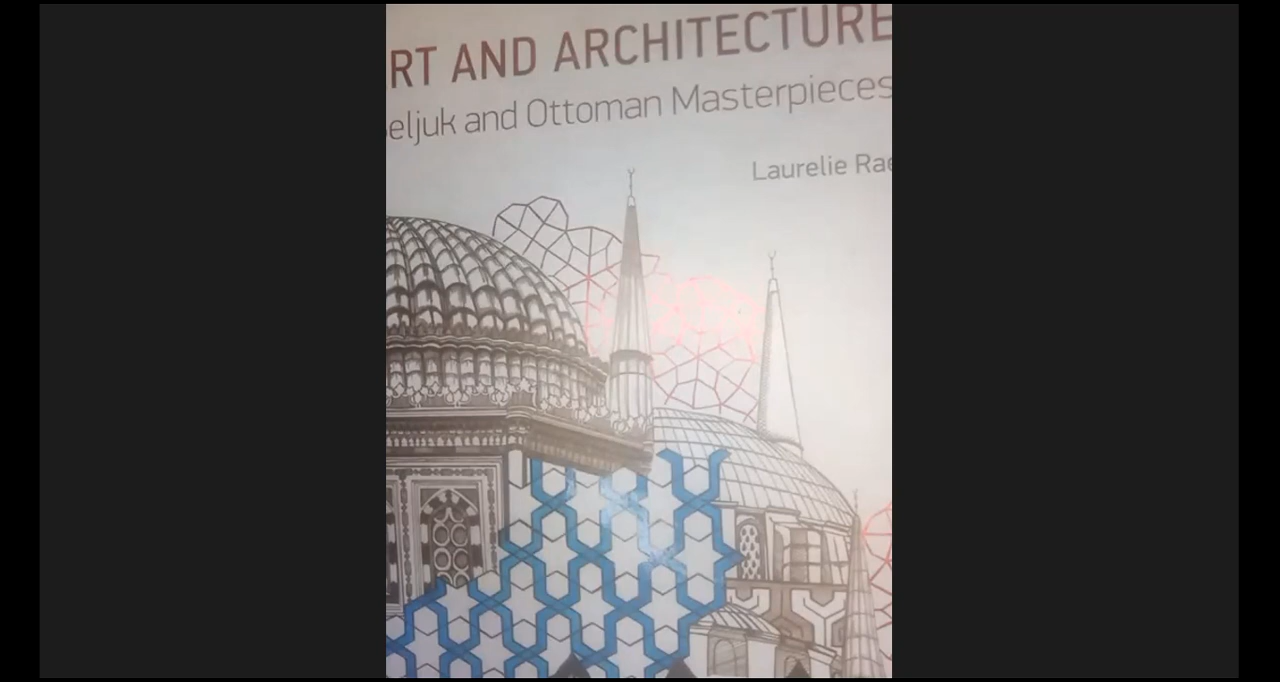 RT AND ARCHITECTURE
eljuk and Ottoman Masterpieces
Laurelie Rae